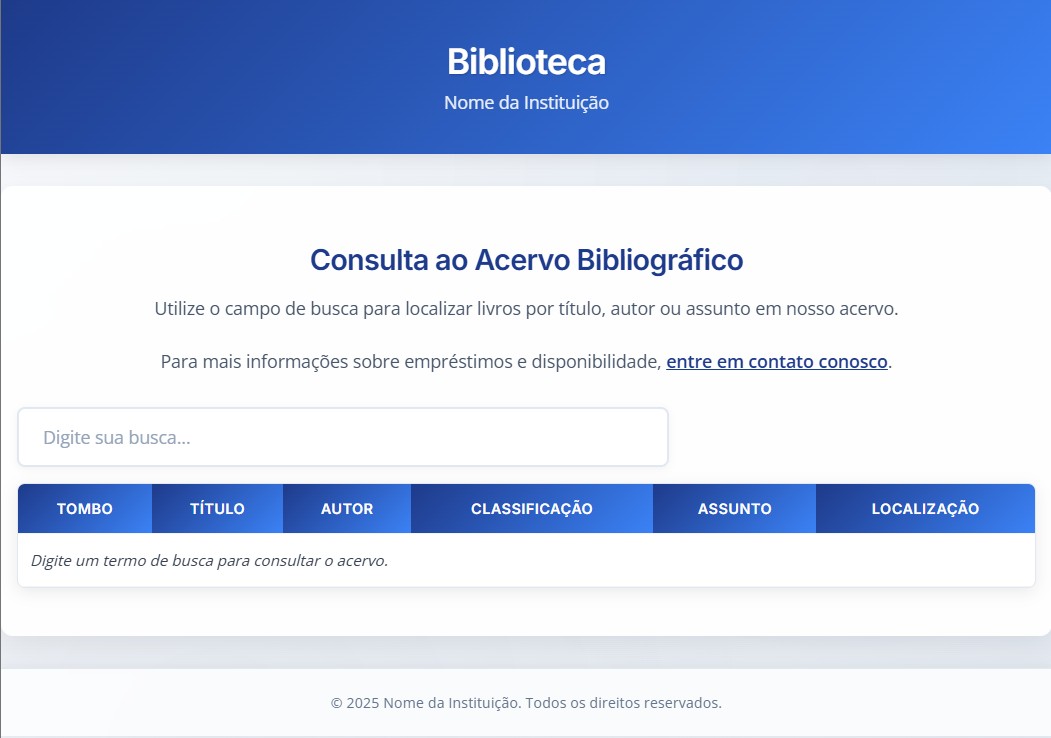 Biblioteca
Nome da Instituição
Consulta ao Acervo Bibliográfico
Utilize o campo de busca para localizar livros por título, autor ou assunto em nosso acervo.
Para mais informações sobre empréstimos e disponibilidade, entre em contato conosco.
Digite sua busca...
TOMBO TÍTULO AUTOR CLASSIFICAÇÃO ASSUNTO LOCALIZAÇÃO
Digite um termo de busca para consultar o acervo.
© 2025 Nome da Instituição. Todos os direitos reservados.